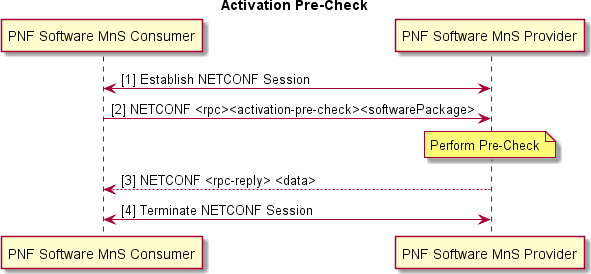 Activation Pre-Check
PNF Software MnS Consumer
PNF Software MnS Provider
[1] Establish NETCONF Session
[2] NETCONF <rpc><activation-pre-check><softwarePackage>
Perform Pre-Check
[3] NETCONF <rpc-reply> <data>
[4] Terminate NETCONF Session
PNF Software MnS Consumer
PNF Software MnS Provider